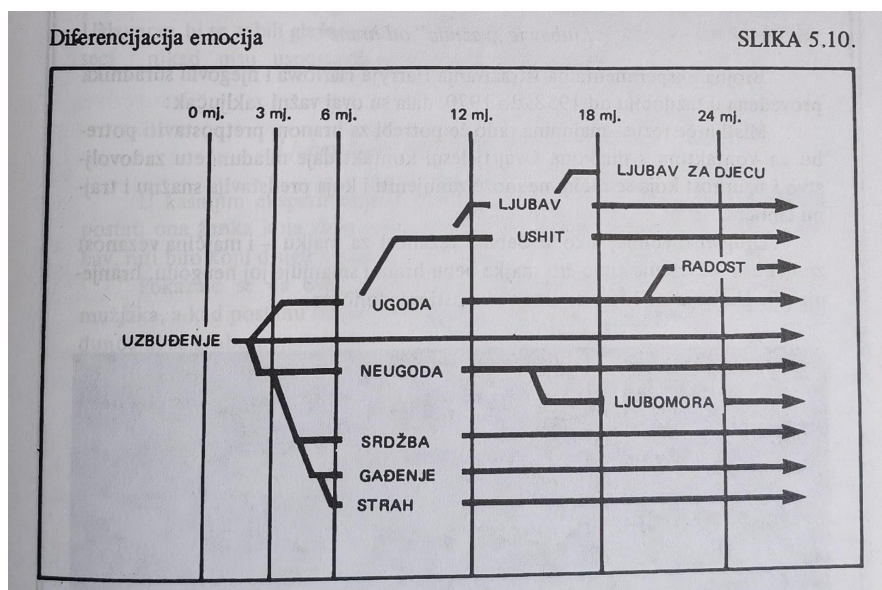 Diferencijacija emocija SLIKA 5.10.
0 mj. 3 mj. 6 mj. 12 mj. 18 mj. 24 mj.
LJUBAV ZA DJECU
LJUBAV
USHIT
RADOST
UGODA
UZBUĐENJE
NEUGODA
LJUBOMORA
SRDŽBA
GAĐENJE
STRAH